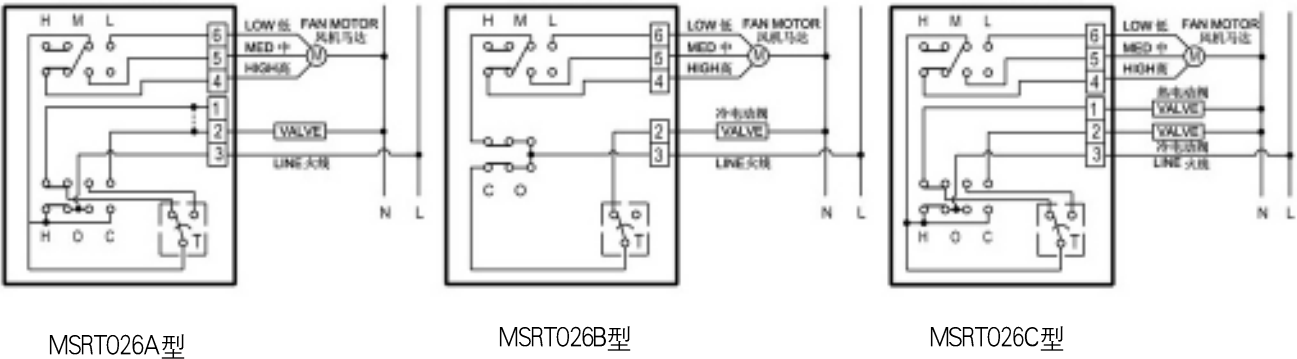 H M L
6
5
4
1
2
3
LOW 低
MED 中
HIGH高
FAN MOTOR
风机马达
M
VALVE
LINE 火线
N L
H O C
T
MSRT026A型
H M L
6
5
4
2
3
LOW 低
MED 中
HIGH高
FAN MOTOR
风机马达
M
冷电动阀
VALVE
LINE火线
N L
C O
T
MSRT026B型
H M L
6
5
4
1
2
3
LOW 低
MED 中
HIGH高
FAN MOTOR
风机马达
M
热电动阀
VALVE
VALVE
冷电动阀
LINE 火线
N L
H O C
T
MSRT026C型